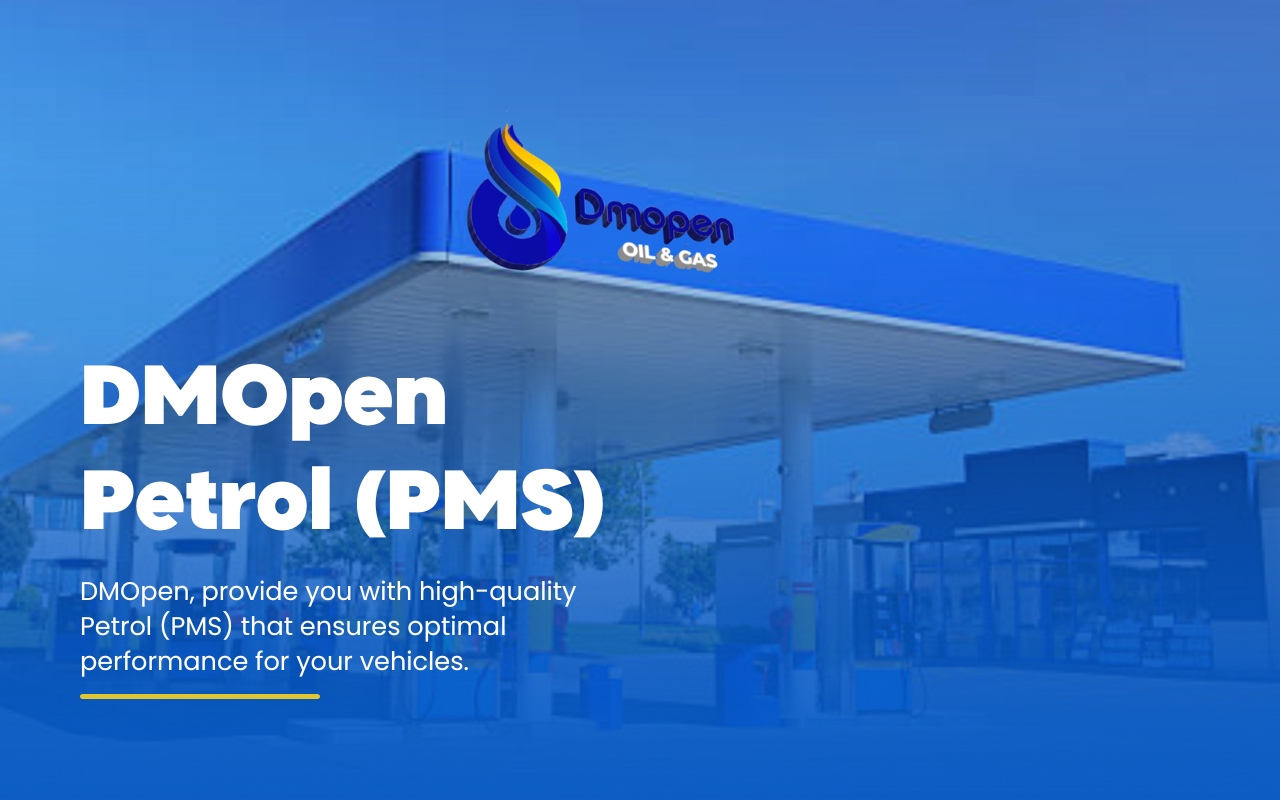 Dmopen
OIL & GAS
DMOpen
Petrol (PMS)
DMOpen, provide you with high-quality
Petrol (PMS) that ensures optimal
performance for your vehicles.